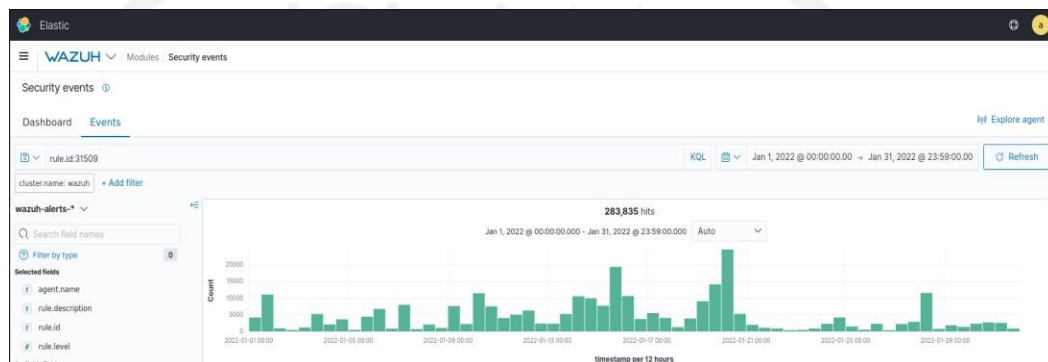 Elastic
a
WAZUH / Modules / Security events
Security events
Dashboard Events
Explore agent
rule.id:31509 KQL Jan 1, 2022 @ 00:00:00.00 → Jan 31, 2022 @ 23:59:00.00 Refresh
cluster.name: wazuh + Add filter
wazuh-alerts-*
283,835 hits
Search field names
Jan 1, 2022 @ 00:00:00.000 - Jan 31, 2022 @ 23:59:00.000 Auto
Filter by type 0
Selected fields
t agent.name
t rule.description
t rule.id
# rule.level
Count
20000
15000
10000
5000
0
2022-01-01 00:00 2022-01-05 00:00 2022-01-09 00:00 2022-01-13 00:00 2022-01-17 00:00 2022-01-21 00:00 2022-01-25 00:00 2022-01-29 00:00
timestamp per 12 hours